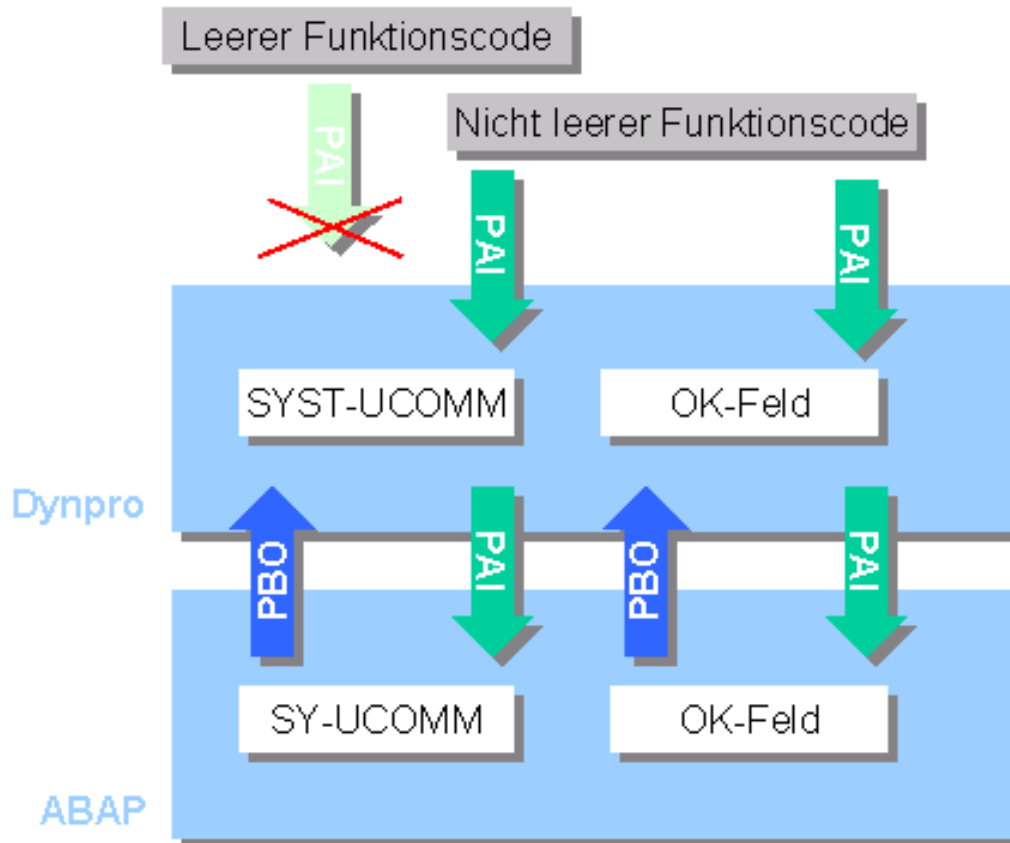 Leerer Funktionscode
PAI
Nicht leerer Funktionscode
PAI
PAI
SYST-UCOMM
OK-Feld
Dynpro
PBO
PAI
PBO
PAI
SY-UCOMM
OK-Feld
ABAP